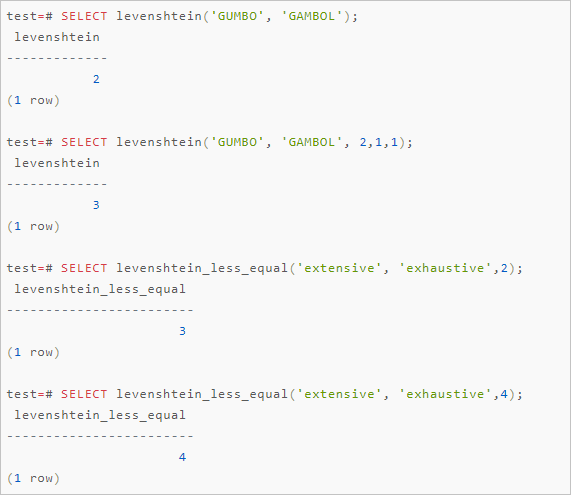 test=# SELECT levenshtein('GUMBO', 'GAMBOL');
 levenshtein
-------------
           2
(1 row)

test=# SELECT levenshtein('GUMBO', 'GAMBOL', 2,1,1);
 levenshtein
-------------
           3
(1 row)

test=# SELECT levenshtein_less_equal('extensive', 'exhaustive',2);
 levenshtein_less_equal
------------------------
                      3
(1 row)

test=# SELECT levenshtein_less_equal('extensive', 'exhaustive',4);
 levenshtein_less_equal
------------------------
                      4
(1 row)